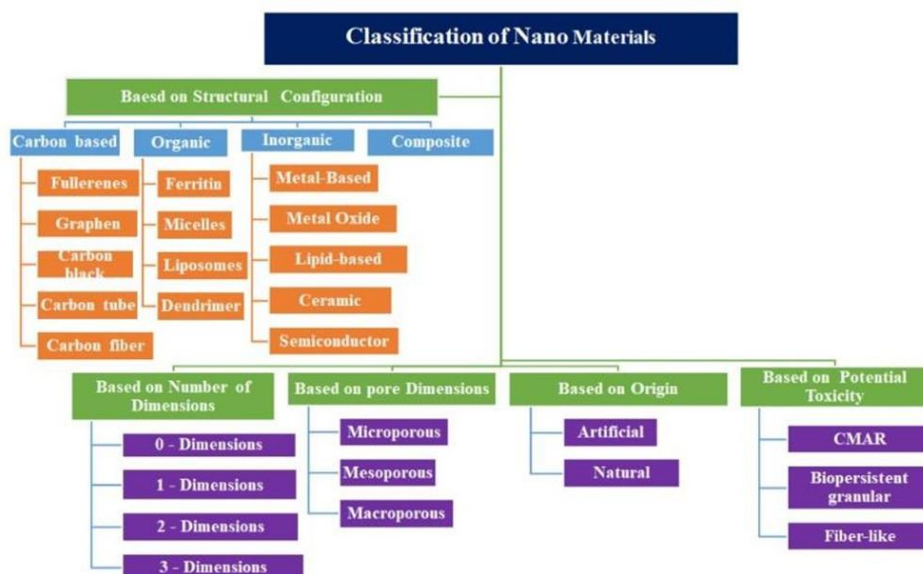 Classification of Nano Materials
Baesd on Structural Configuration
Carbon based
Organic
Inorganic
Composite
Fullerenes
Graphen
Carbon
black
Carbon tube
Carbon fiber
Ferritin
Micelles
Liposomes
Dendrimer
Metal-Based
Metal Oxide
Lipid-based
Ceramic
Semiconductor
Based on Number of
Dimensions
0 - Dimensions
1 - Dimensions
2 - Dimensions
3 - Dimensions
Based on pore Dimensions
Microporous
Mesoporous
Macroporous
Based on Origin
Artificial
Natural
Based on Potential
Toxicity
CMAR
Biopersistent
granular
Fiber-like